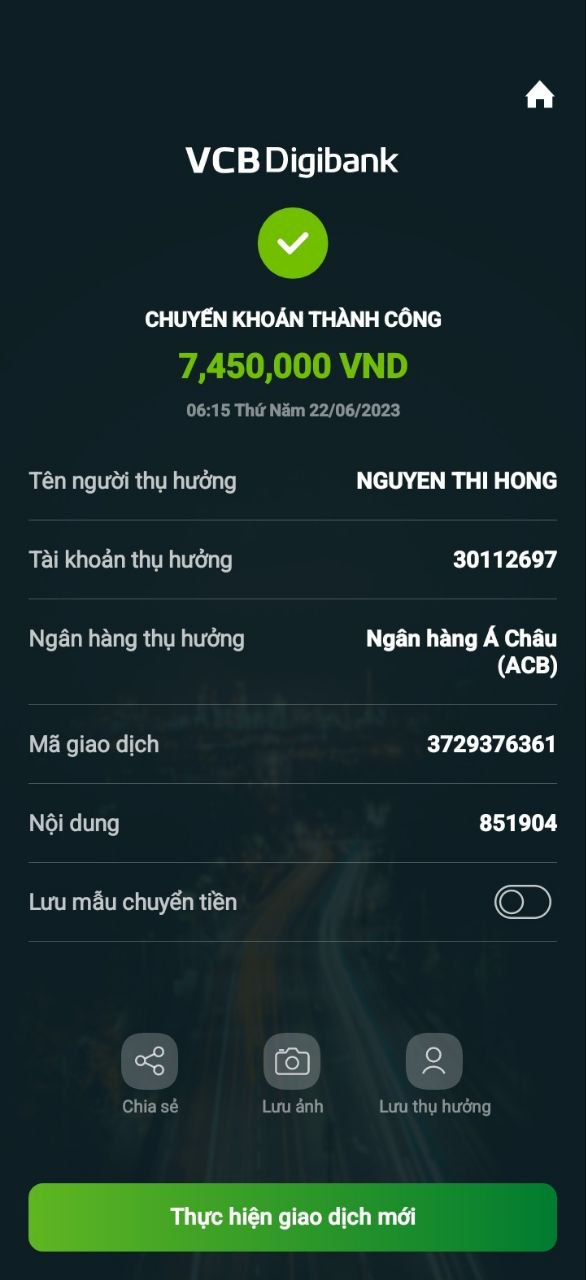 VCB Digibank
CHUYỂN KHOẢN THÀNH CÔNG
7,450,000 VND
06:15 Thứ Năm 22/06/2023
Tên người thụ hưởng
NGUYEN THI HONG
Tài khoản thụ hưởng
30112697
Ngân hàng thụ hưởng
Ngân hàng Á Châu
(ACB)
Mã giao dịch
3729376361
Nội dung
851904
Lưu mẫu chuyển tiền
Chia sẻ
Lưu ảnh
Lưu thụ hưởng
Thực hiện giao dịch mới